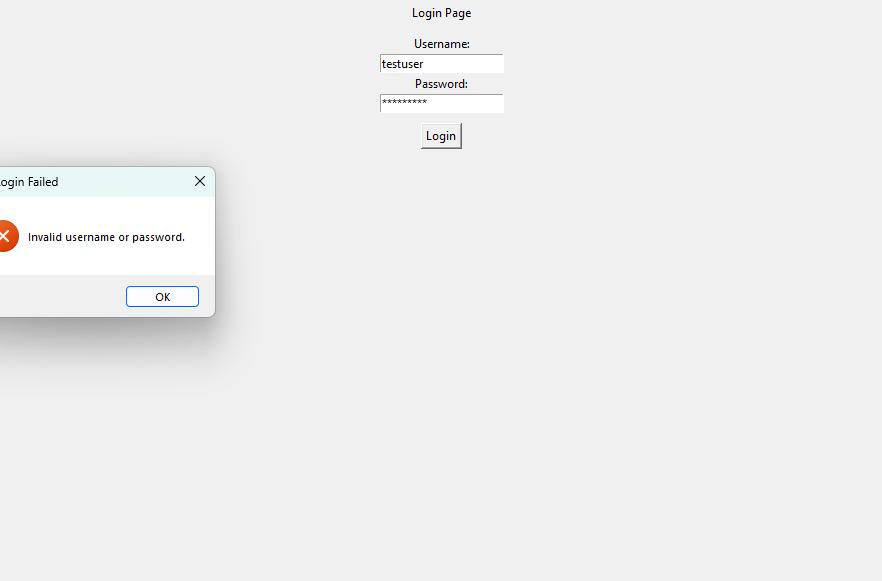 Login Page
Username:
testuser
Password:
*********
Login
ogin Failed
Invalid username or password.
OK